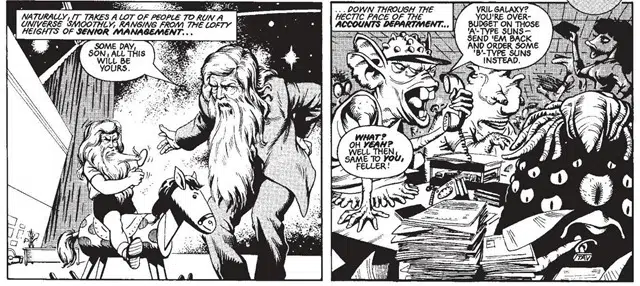 NATURALLY, IT TAKES A LOT OF PEOPLE TO RUN A
UNIVERSE SMOOTHLY, RANGING FROM THE LOFTY
HEIGHTS OF SENIOR MANAGEMENT...
SOME DAY,
SON, ALL THIS
WILL BE
YOURS.
...DOWN THROUGH THE
HECTIC PACE OF THE
ACCOUNTS DEPARTMENT...
VRIL GALAXY?
YOU'RE OVER-
BUDGET ON THOSE
'A'-TYPE SUNS—
SEND 'EM BACK
AND ORDER SOME
'B'-TYPE SUNS
INSTEAD.
WHAT?
OH YEAH?
WELL THEN,
SAME TO YOU,
FELLER!